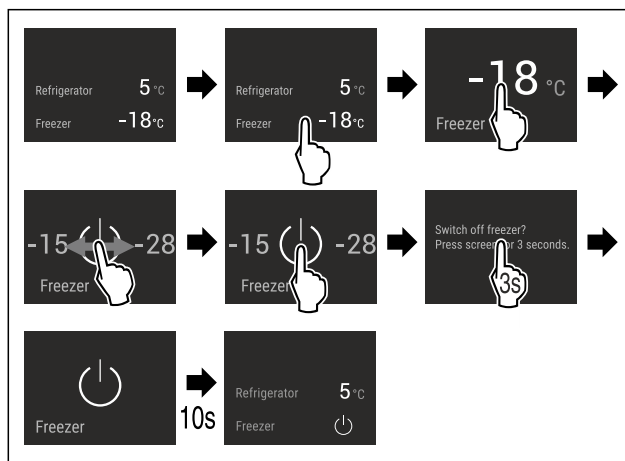 Refrigerator 5 °C
Freezer -18°C
Refrigerator 5 °C
Freezer -18°C
-18 °C
Freezer
-15 -28
Freezer
-15 -28
Freezer
Switch off freezer?
Press screen for 3 seconds.
3s
Freezer
10s
Refrigerator 5°C
Freezer